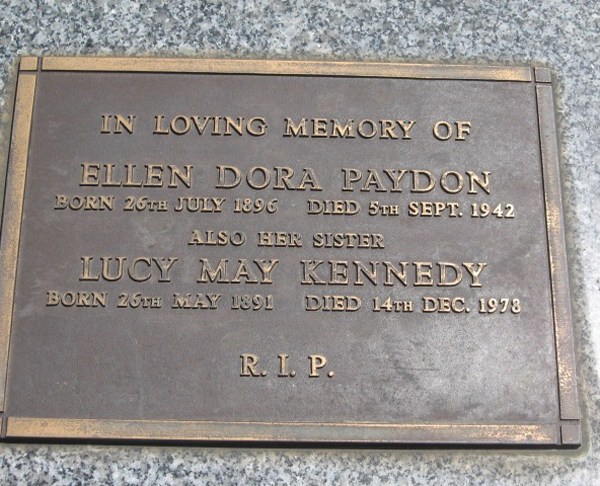 IN LOVING MEMORY OF
ELLEN DORA PAYDON
BORN 26TH JULY 1896 DIED 5TH SEPT. 1942
ALSO HER SISTER
LUCY MAY KENNEDY
BORN 26TH MAY 1891 DIED 14TH DEC. 1978
R. I. P.